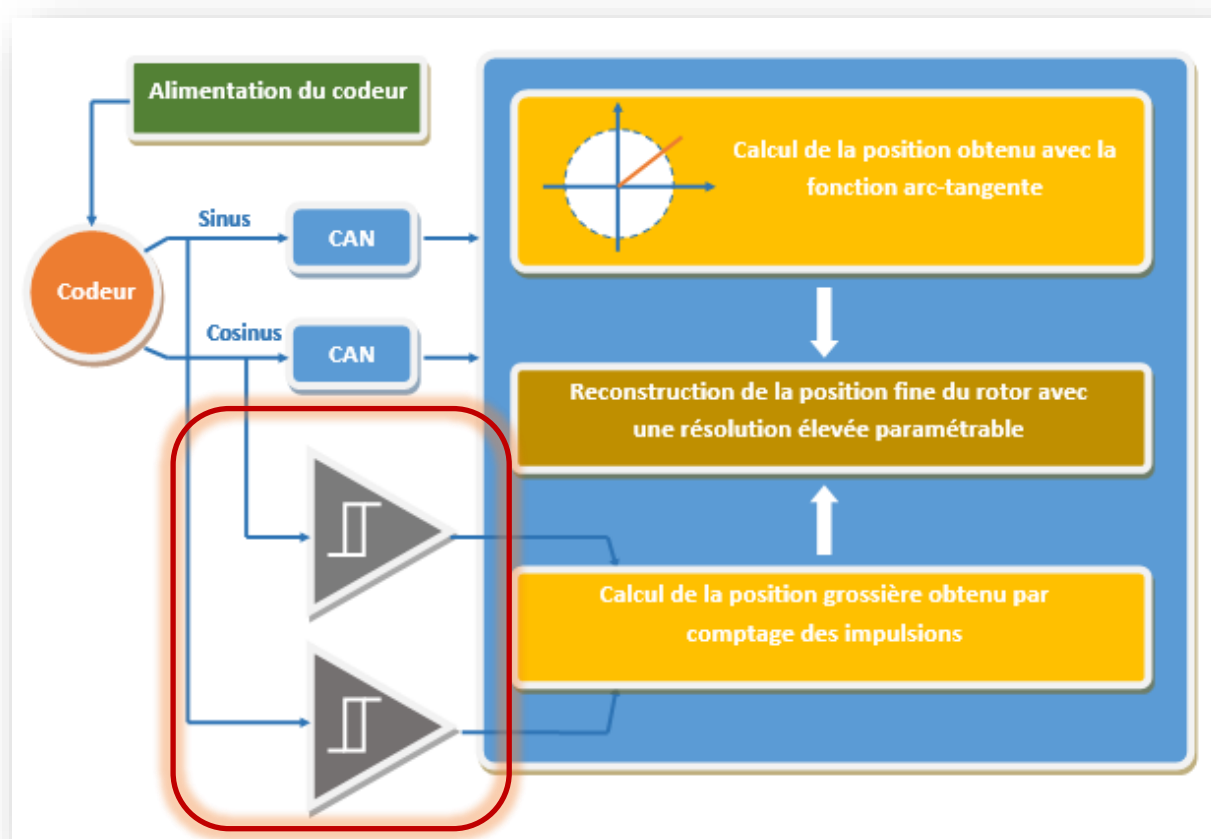 Alimentation du codeur
Calcul de la position obtenu avec la
fonction arc-tangente
Sinus
CAN
Codeur
Cosinus
CAN
Reconstruction de la position fine du rotor avec
une résolution élevée paramétrable
Calcul de la position grossière obtenu par
comptage des impulsions